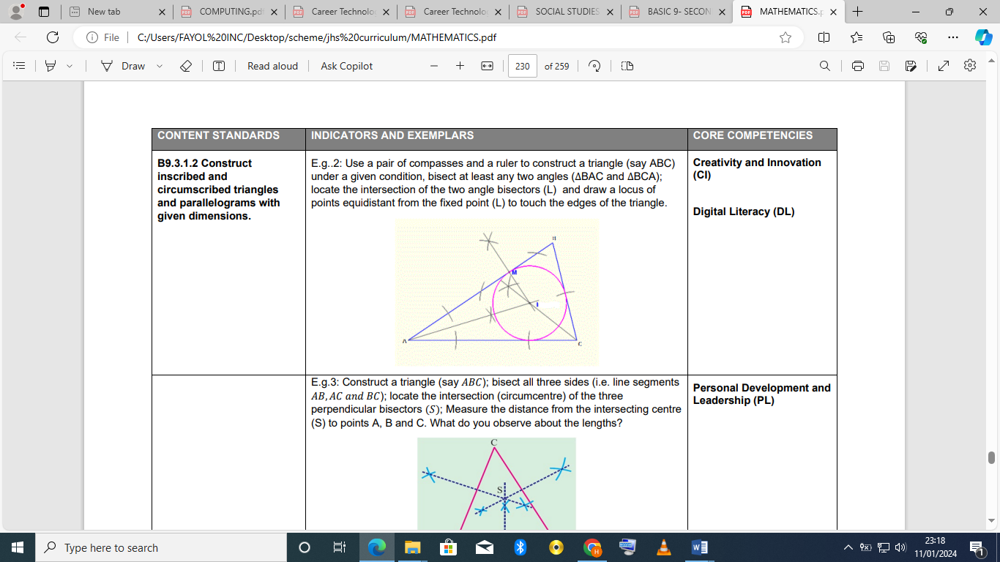 New tab
COMPUTING.pd
Career Technolo
Career Technolo
SOCIAL STUDIES
BASIC 9- SECON
MATHEMATICS.p
File
C:/Users/FAYOL%20INC/Desktop/scheme/jhs%20curriculum/MATHEMATICS.pdf
Draw
Read aloud
Ask Copilot
230
of 259
CONTENT STANDARDS
INDICATORS AND EXEMPLARS
CORE COMPETENCIES
B9.3.1.2 Construct
inscribed and
circumscribed triangles
and parallelograms with
given dimensions.
E.g..2: Use a pair of compasses and a ruler to construct a triangle (say ABC)
under a given condition, bisect at least any two angles (∆BAC and ∆BCA);
locate the intersection of the two angle bisectors (L) and draw a locus of
points equidistant from the fixed point (L) to touch the edges of the triangle.
B
M
I
A
C
Creativity and Innovation
(CI)
Digital Literacy (DL)
E.g.3: Construct a triangle (say ABC); bisect all three sides (i.e. line segments
AB, AC and BC); locate the intersection (circumcentre) of the three
perpendicular bisectors (S); Measure the distance from the intersecting centre
(S) to points A, B and C. What do you observe about the lengths?
C
S
Personal Development and
Leadership (PL)
Type here to search
23:18
11/01/2024
1